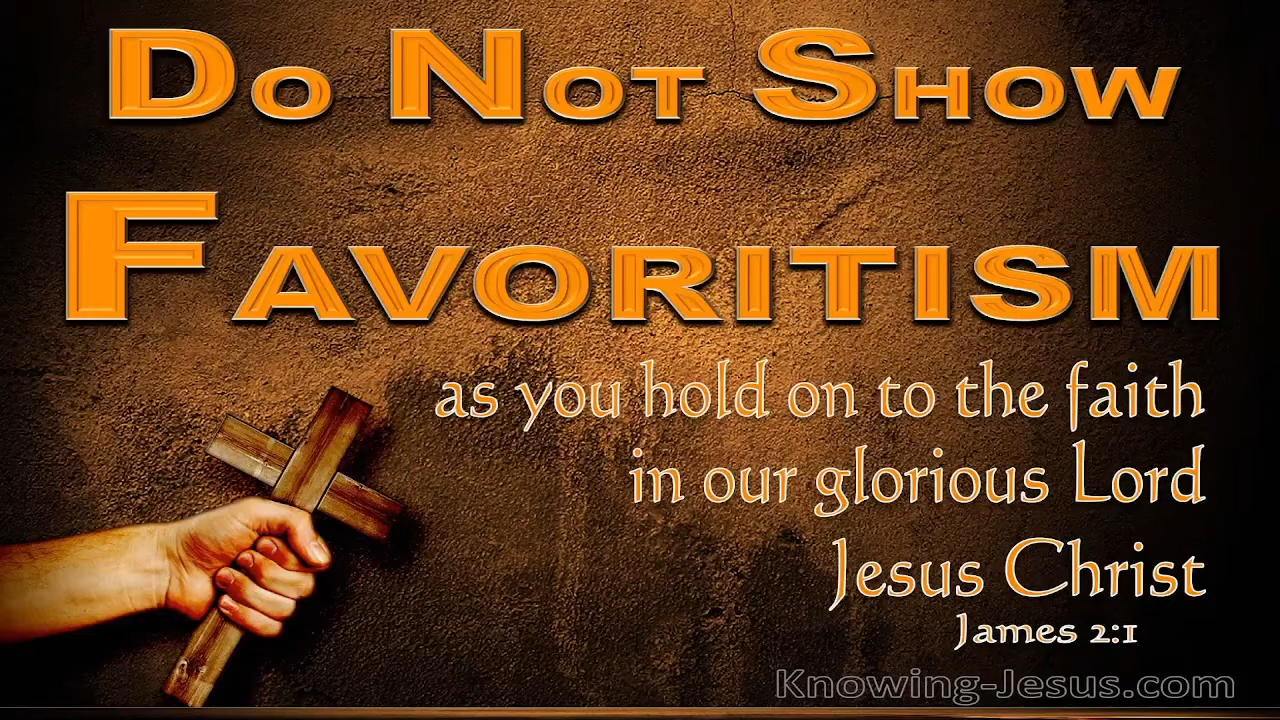 Do Not Show
Favoritism
as you hold on to the faith
in our glorious Lord
Jesus Christ
James 2:1
Knowing-Jesus.com